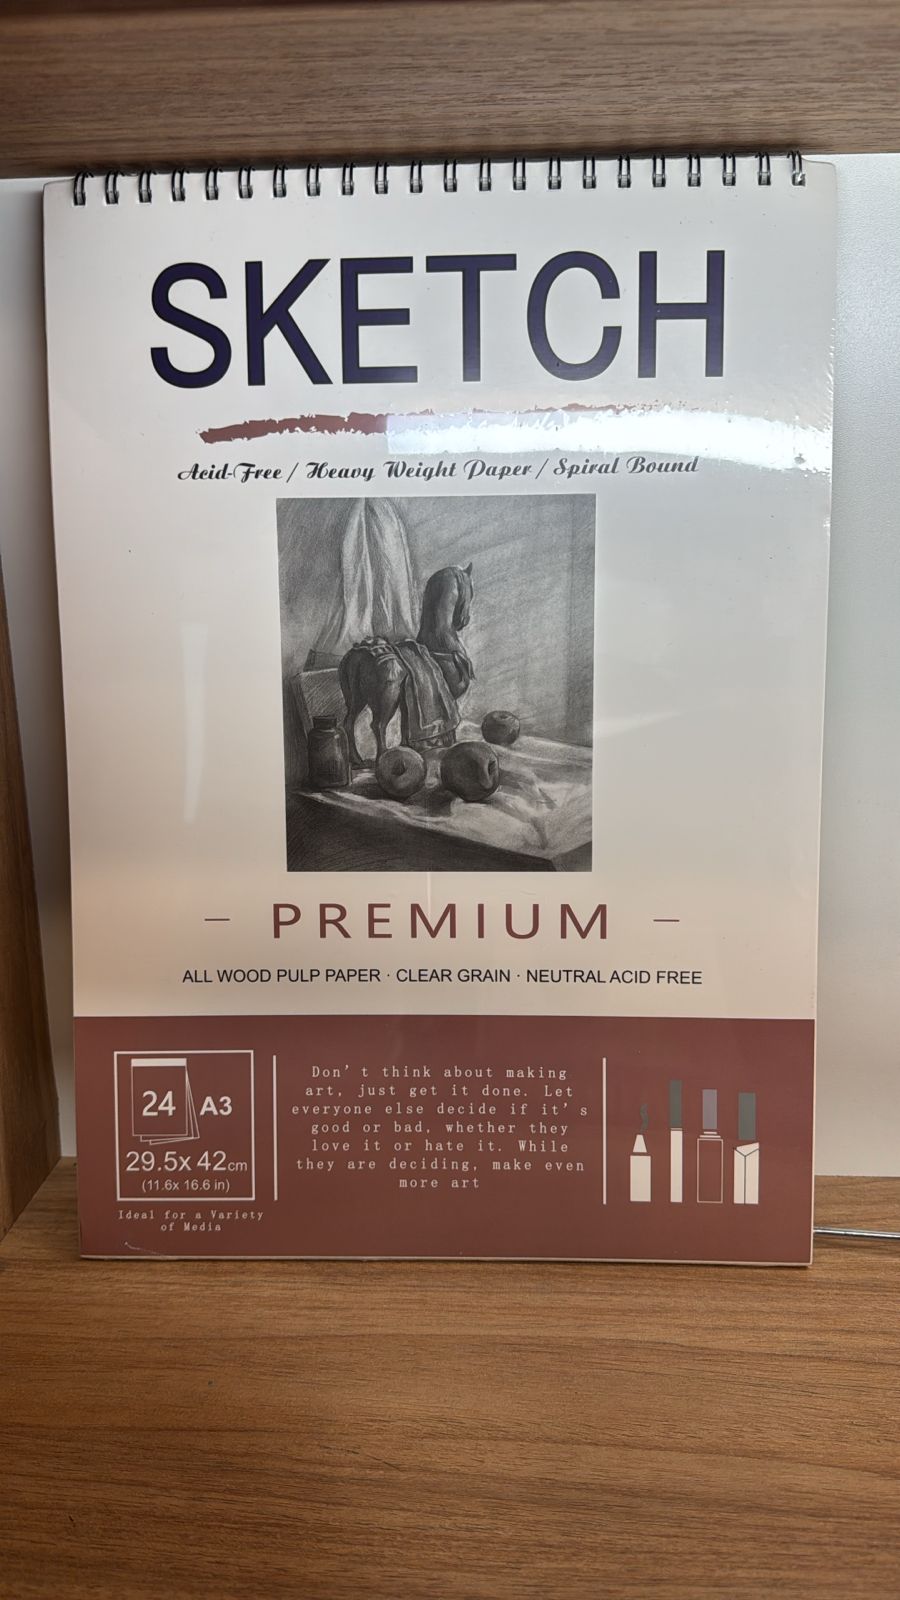 SKETCH
Acid-Free / Heavy Weight Paper / Spiral Bound
- PREMIUM -
ALL WOOD PULP PAPER · CLEAR GRAIN · NEUTRAL ACID FREE
24 A3
29.5x 42cm
(11.6x 16.6 in)
Ideal for a Variety
of Media
Don’t think about making
art, just get it done. Let
everyone else decide if it’s
good or bad, whether they
love it or hate it. While
they are deciding, make even
more art